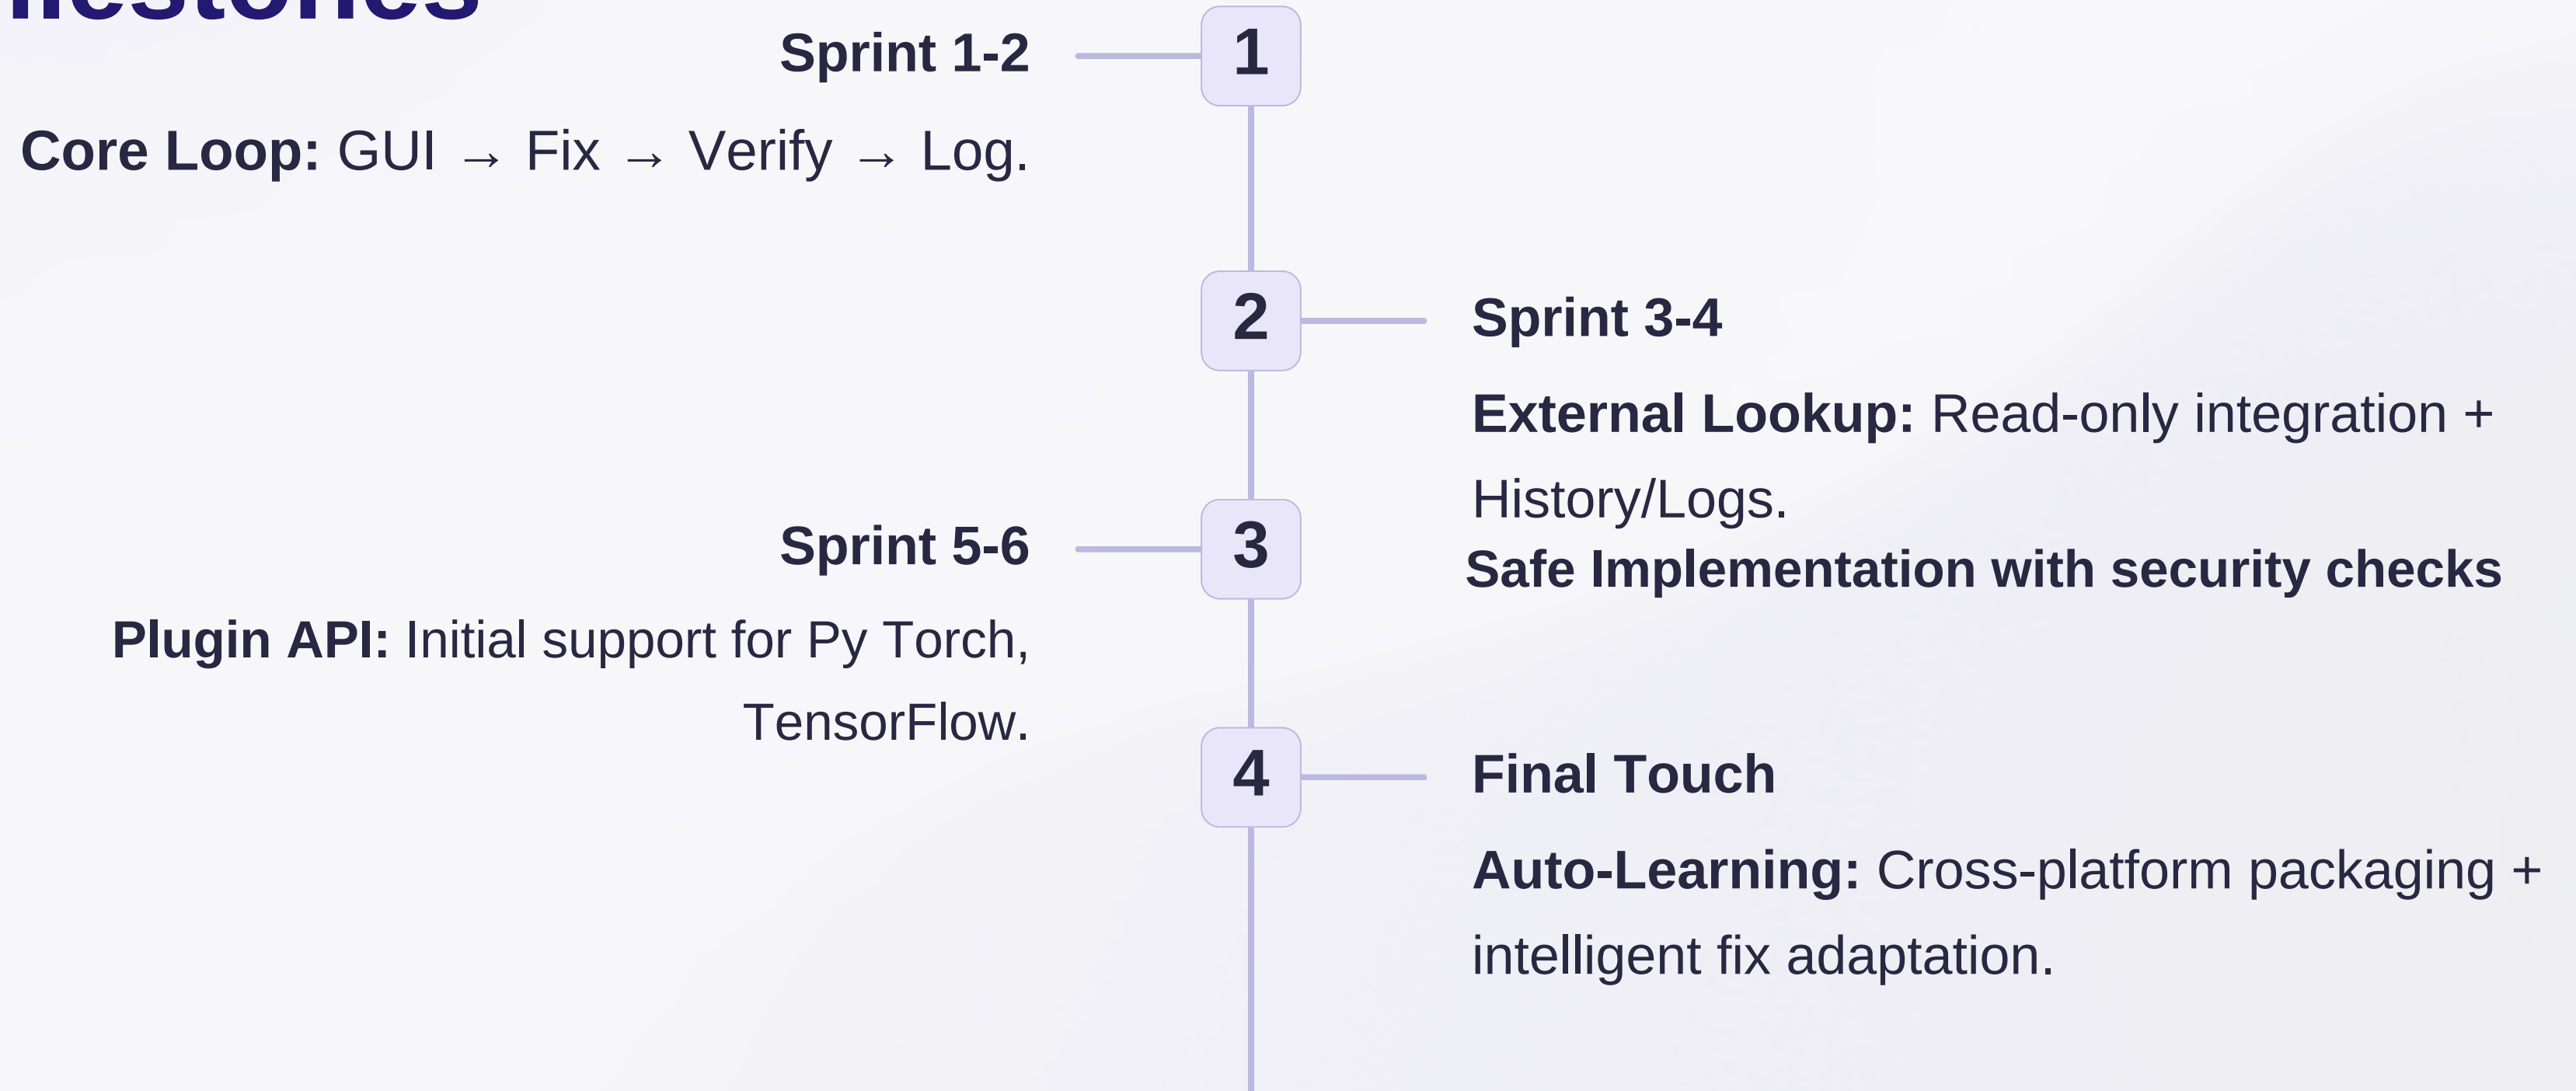 1
Sprint 1-2
Core Loop: GUI → Fix → Verify → Log.
2
Sprint 3-4
External Lookup: Read-only integration +
History/Logs.
Safe Implementation with security checks
3
Sprint 5-6
Plugin API: Initial support for Py Torch,
TensorFlow.
4
Final Touch
Auto-Learning: Cross-platform packaging +
intelligent fix adaptation.